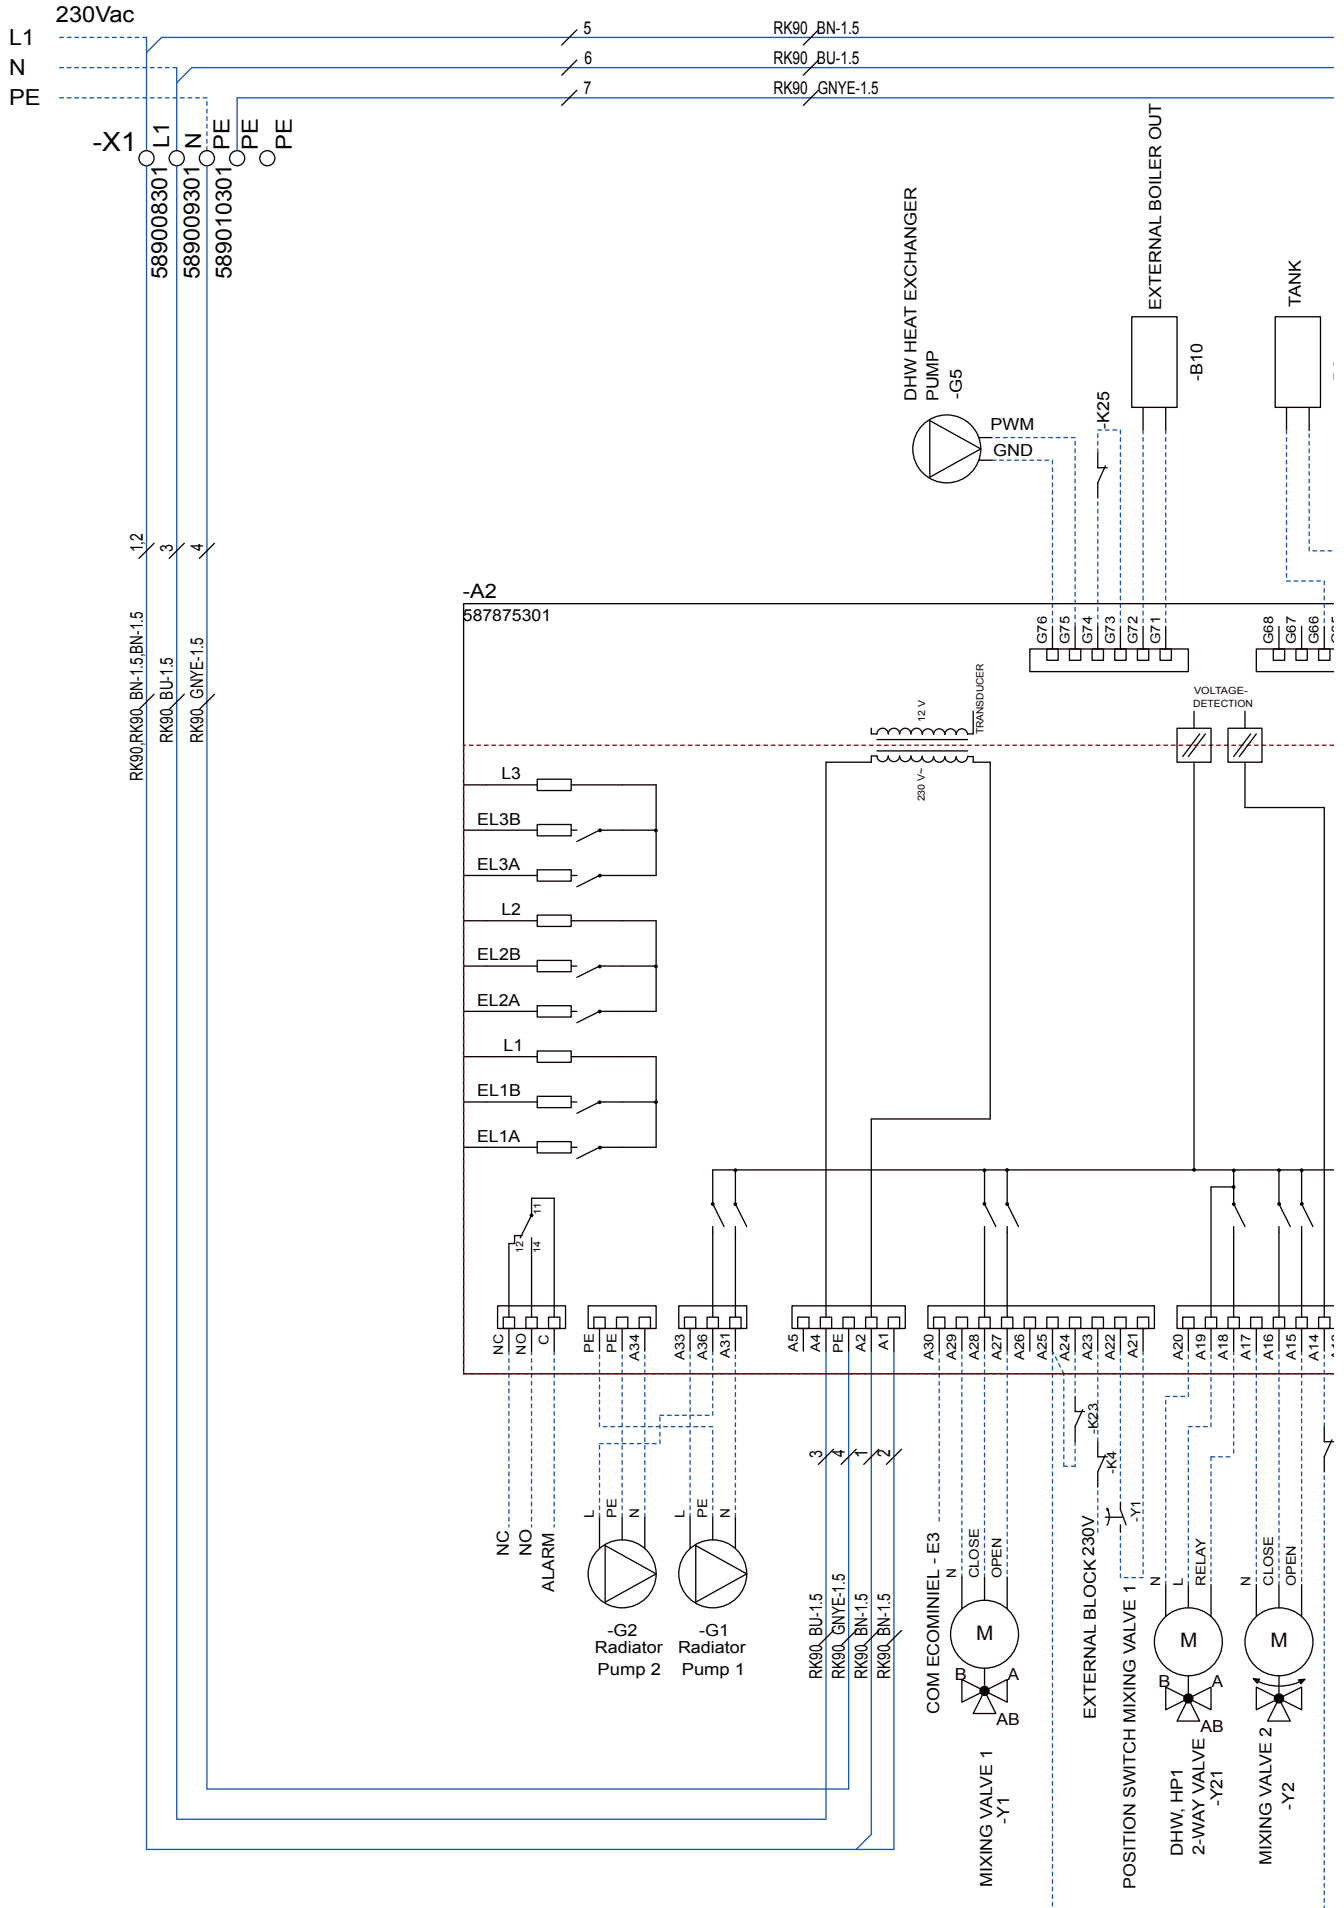 230Vac
L1
N
PE
5
RK90 BN-1.5
6
RK90 BU-1.5
7
RK90 GNYE-1.5
-X1
L1
N
PE
PE
PE
589008301
589009301
589010301
DHW HEAT EXCHANGER
PUMP
-G5
PWM
GND
-K25
EXTERNAL BOILER OUT
-B10
TANK
1,2
3
4
RK90,RK90 BN-1.5,BN-1.5
RK90 BU-1.5
RK90 GNYE-1.5
-A2
587875301
G76
G75
G74
G73
G72
G71
G68
G67
G66
12 V
TRANSDUCER
230 V~
VOLTAGE-
DETECTION
L3
EL3B
EL3A
L2
EL2B
EL2A
L1
EL1B
EL1A
11
12
14
NC
NO
C
PE
PE
A34
A33
A36
A31
A5
A4
PE
A2
A1
A30
A29
A28
A27
A26
A25
A24
A23
A22
A21
A20
A19
A18
A17
A16
A15
A14
NC
NO
ALARM
L
PE
N
-G2
Radiator
Pump 2
L
PE
N
-G1
Radiator
Pump 1
3
4
1
2
RK90 BU-1.5
RK90 GNYE-1.5
RK90 BN-1.5
RK90 BN-1.5
COM ECOMINIEL - E3
N
CLOSE
OPEN
M
B
A
AB
MIXING VALVE 1
-Y1
-K23
-K4
EXTERNAL BLOCK 230V
-Y1
POSITION SWITCH MIXING VALVE 1
N
L
RELAY
M
B
A
AB
DHW, HP1
2-WAY VALVE
-Y21
N
CLOSE
OPEN
M
MIXING VALVE 2
-Y2